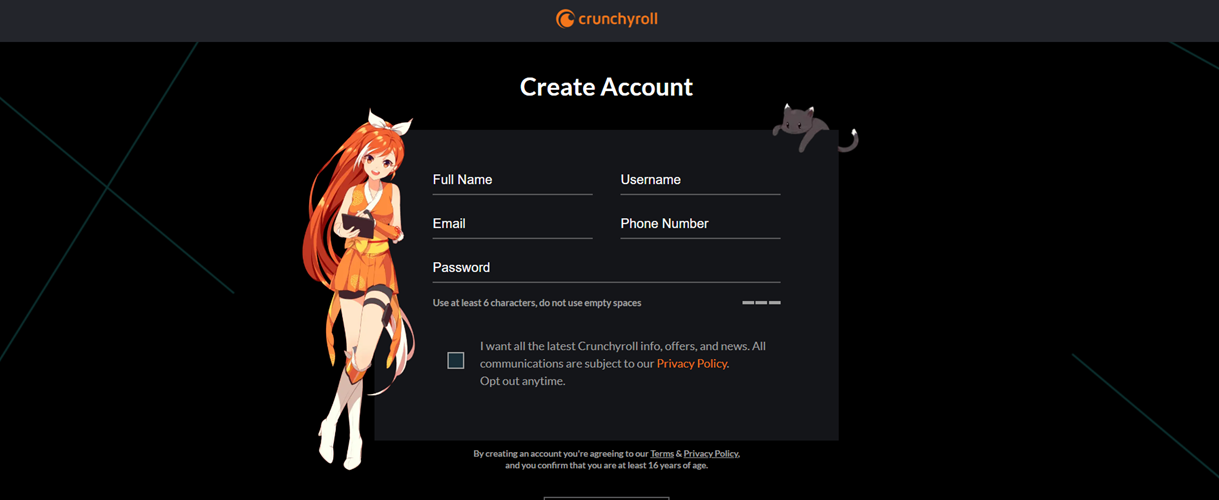 crunchyroll
Create Account
Full Name
Username
Email
Phone Number
Password
Use at least 6 characters, do not use empty spaces
I want all the latest Crunchyroll info, offers, and news. All
communications are subject to our Privacy Policy.
Opt out anytime.
By creating an account you're agreeing to our Terms & Privacy Policy,
and you confirm that you are at least 16 years of age.